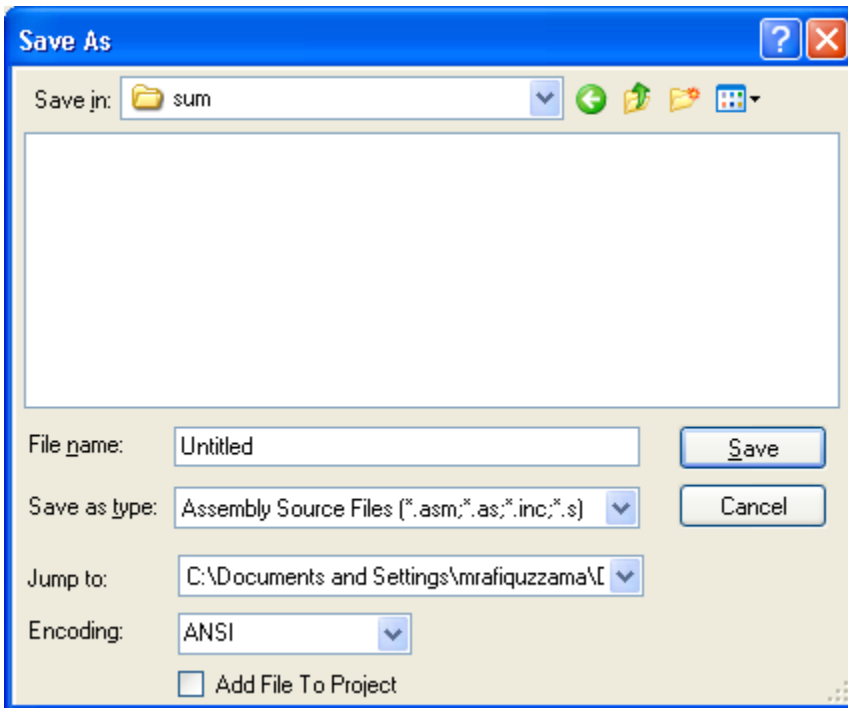 Save As
Save in: sum
File name: Untitled
Save
Save as type: Assembly Source Files (*.asm;*.as;*.inc;*.s)
Cancel
Jump to: C:\Documents and Settings\mrafiquzzama\D
Encoding: ANSI
Add File To Project